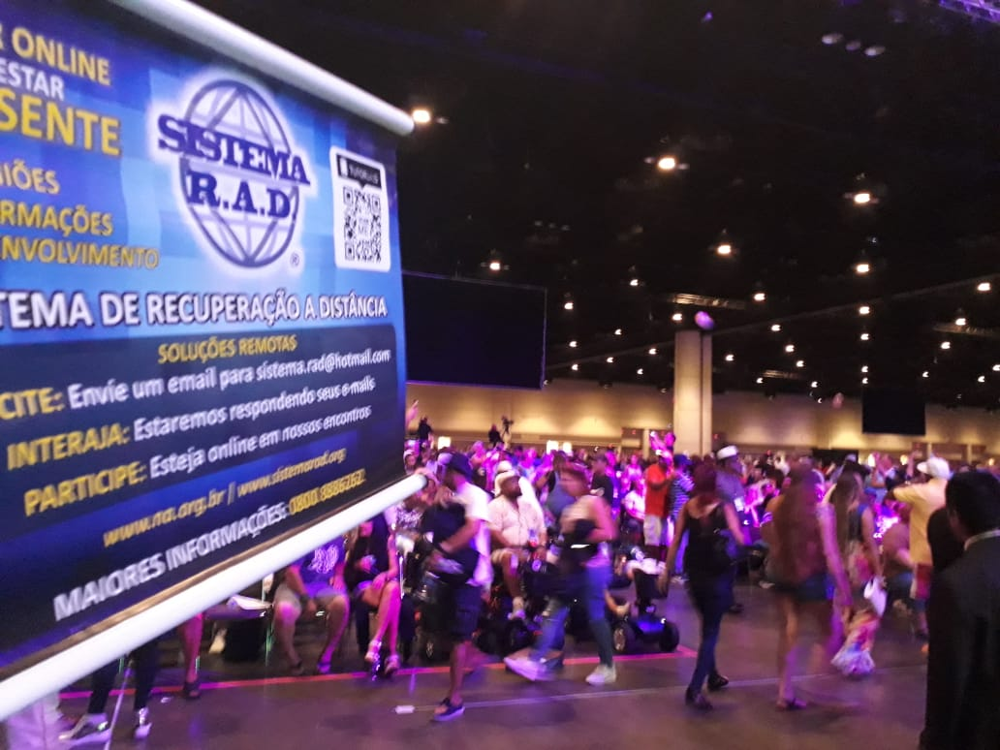 R ONLINE
ESTAR
SENTE
IÕES
RMAÇÕES
ENVOLVIMENTO
SISTEMA
R.A.D
®
TUTORIAIS
TEMA DE RECUPERAÇÃO A DISTÂNCIA
SOLUÇÕES REMOTAS
CITE: Envie um email para sistema.rad@hotmail.com
INTERAJA: Estaremos respondendo seus e-mails
PARTICIPE: Esteja online em nossos encontros
www.na.org.br / www.sistemarad.org
MAIORES INFORMAÇÕES: 0800 8886262